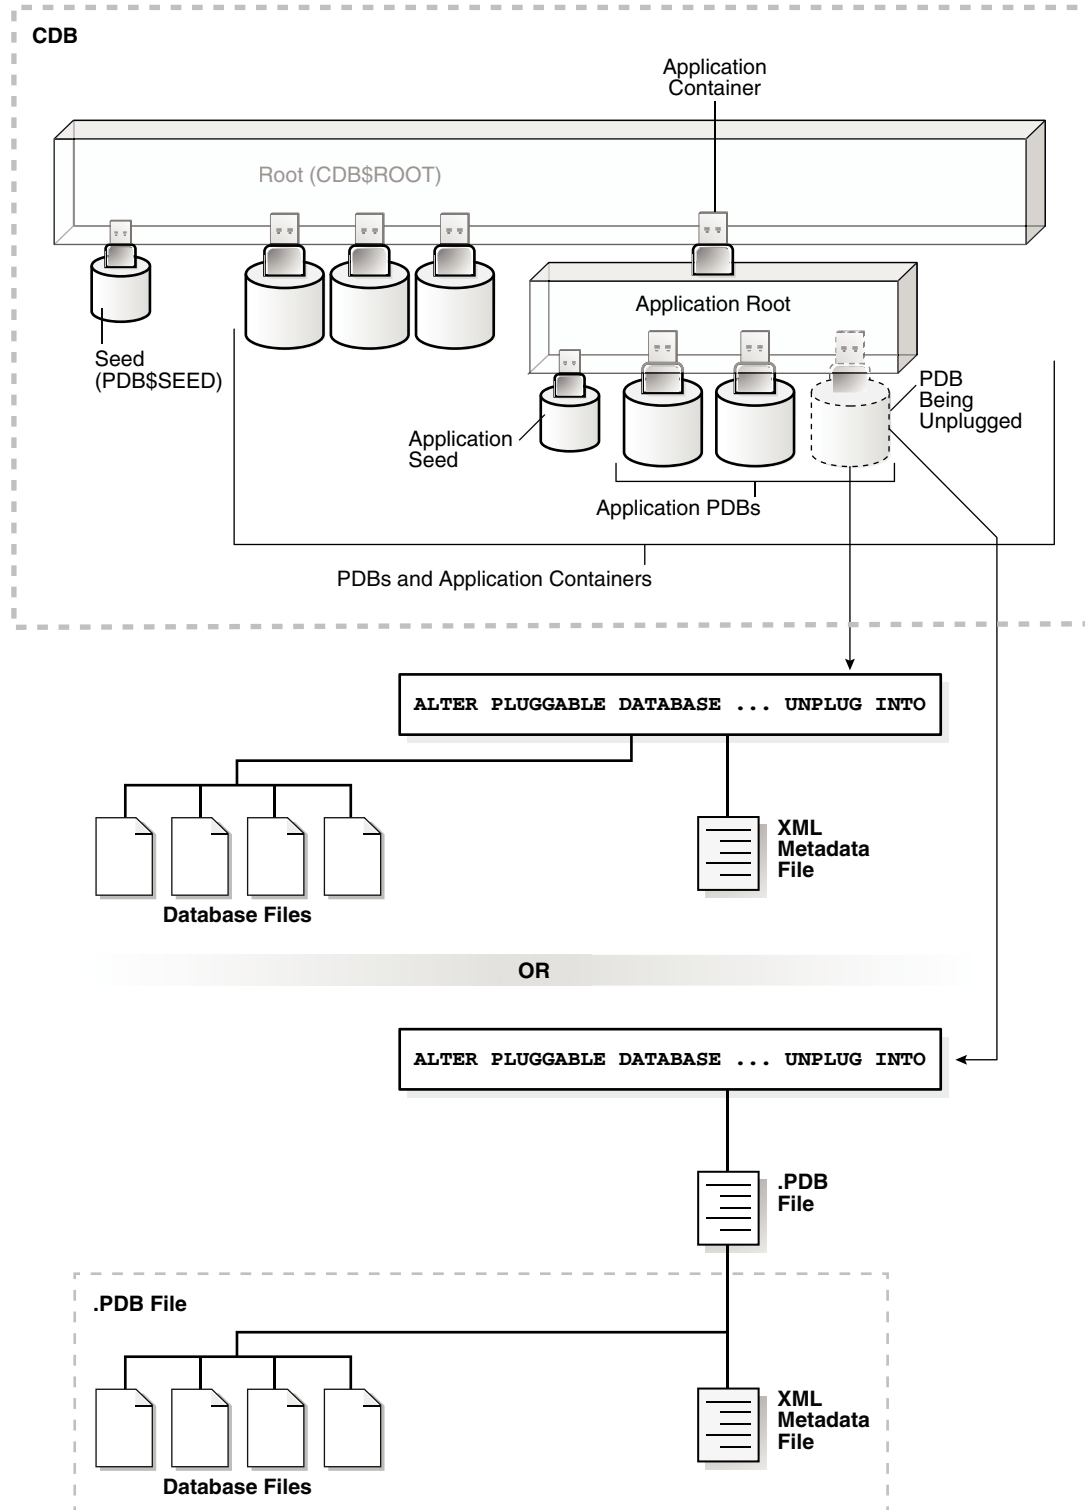 CDB
Application
Container
Root (CDB$ROOT)
Application Root
Seed
(PDB$SEED)
PDB
Being
Unplugged
Application
Seed
Application PDBs
PDBs and Application Containers
ALTER PLUGGABLE DATABASE ... UNPLUG INTO
XML
Metadata
File
Database Files
OR
ALTER PLUGGABLE DATABASE ... UNPLUG INTO
.PDB
File
.PDB File
XML
Metadata
File
Database Files